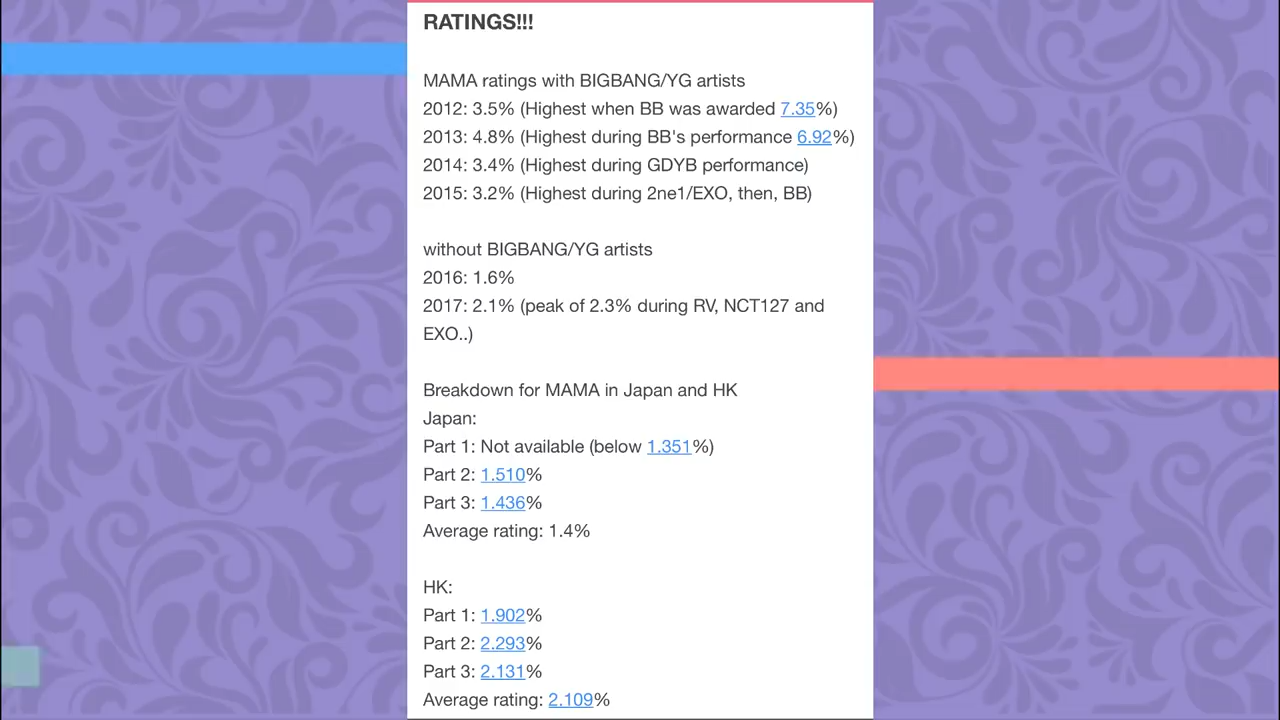 RATINGS!!!
MAMA ratings with BIGBANG/YG artists
2012: 3.5% (Highest when BB was awarded 7.35%)
2013: 4.8% (Highest during BB's performance 6.92%)
2014: 3.4% (Highest during GDYB performance)
2015: 3.2% (Highest during 2ne1/EXO, then, BB)
without BIGBANG/YG artists
2016: 1.6%
2017: 2.1% (peak of 2.3% during RV, NCT127 and
EXO..)
Breakdown for MAMA in Japan and HK
Japan:
Part 1: Not available (below 1.351%)
Part 2: 1.510%
Part 3: 1.436%
Average rating: 1.4%
HK:
Part 1: 1.902%
Part 2: 2.293%
Part 3: 2.131%
Average rating: 2.109%